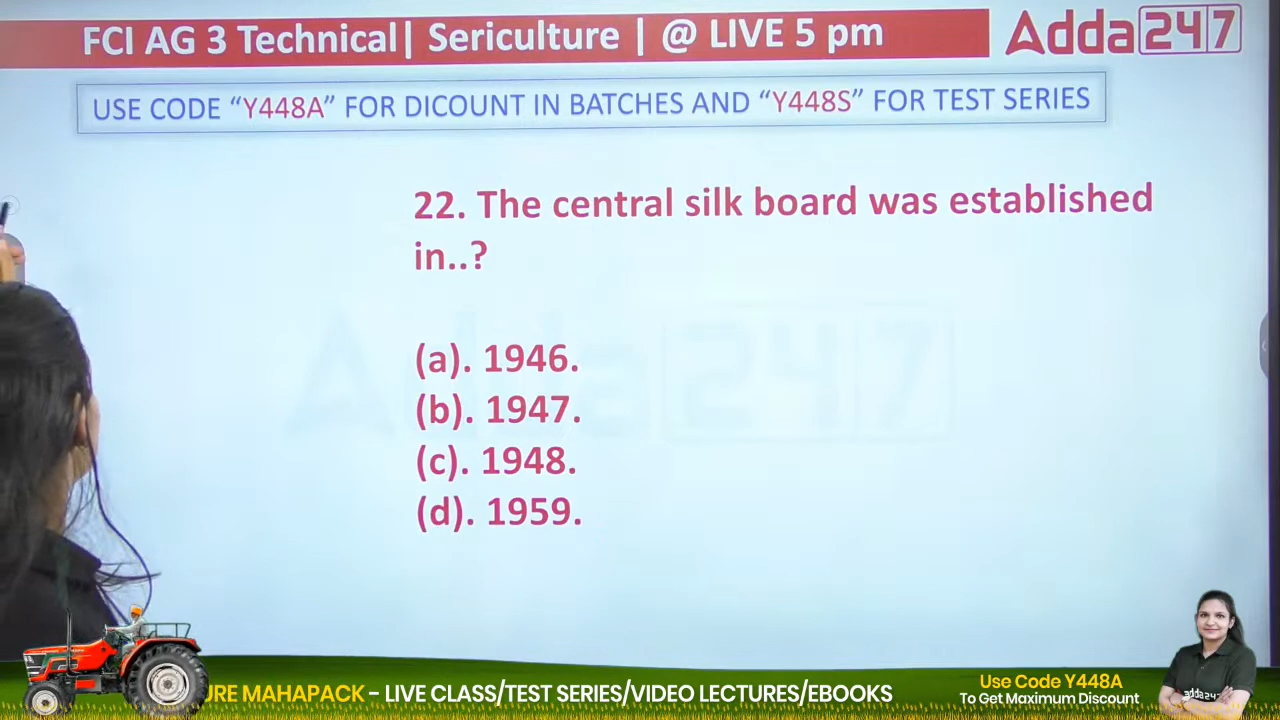 FCI AG 3 Technical| Sericulture | @ LIVE 5 pm
Adda247
USE CODE “Y448A” FOR DICOUNT IN BATCHES AND “Y448S” FOR TEST SERIES
22. The central silk board was established
in..?
Adda247
(a). 1946.
(b). 1947.
(c). 1948.
(d). 1959.
URE MAHAPACK – LIVE CLASS/TEST SERIES/VIDEO LECTURES/EBOOKS
Use Code Y448A
To Get Maximum Discount
adda247